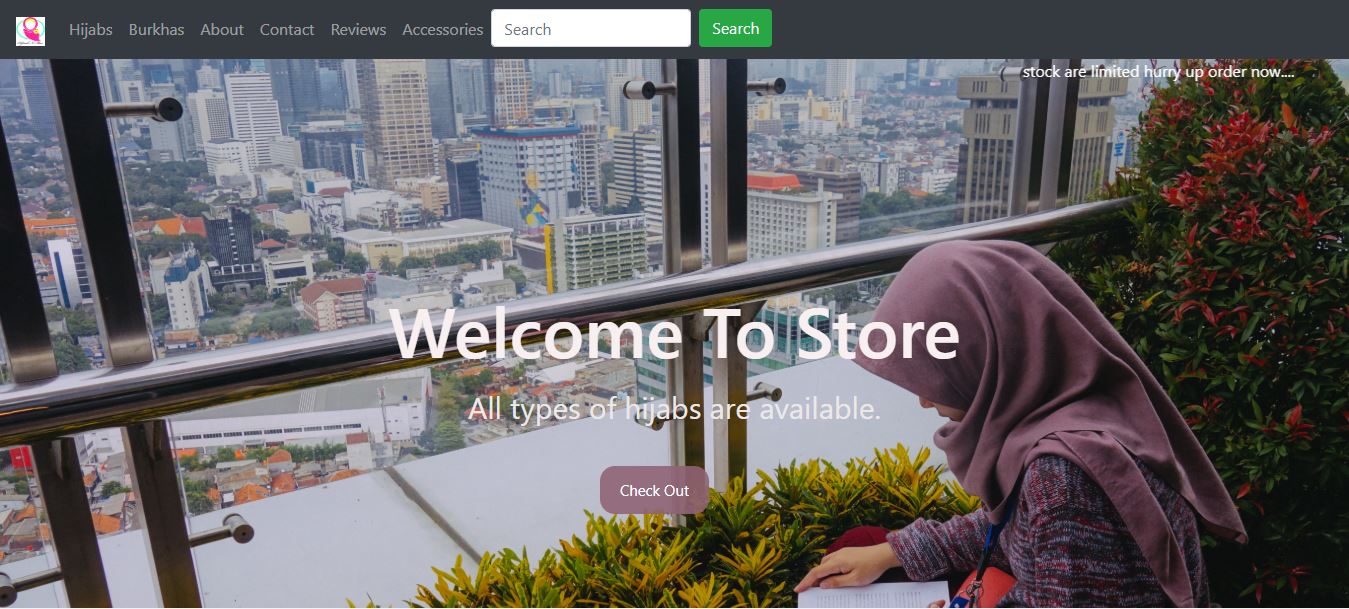 Hijabs
Burkhas
About
Contact
Reviews
Accessories
Search
Search
stock are limited hurry up order now....
Welcome To Store
All types of hijabs are available.
Check Out